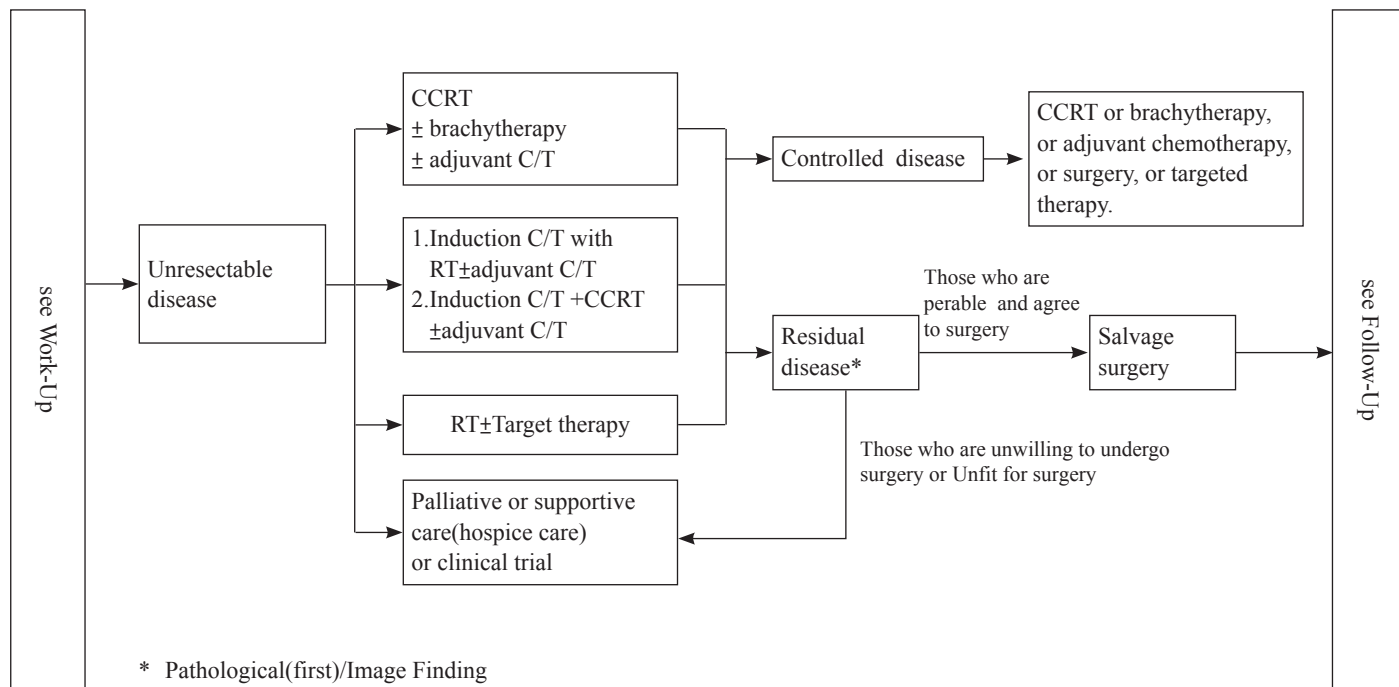 see Work-Up
Unresectable
disease
CCRT
± brachytherapy
± adjuvant C/T
1.Induction C/T with
RT±adjuvant C/T
2.Induction C/T +CCRT
±adjuvant C/T
RT±Target therapy
Palliative or supportive
care(hospice care)
or clinical trial
Controlled disease
CCRT or brachytherapy,
or adjuvant chemotherapy,
or surgery, or targeted
therapy.
Residual
disease*
Those who are
perable and agree
to surgery
Salvage
surgery
Those who are unwilling to undergo
surgery or Unfit for surgery
see Follow-Up
* Pathological(first)/Image Finding